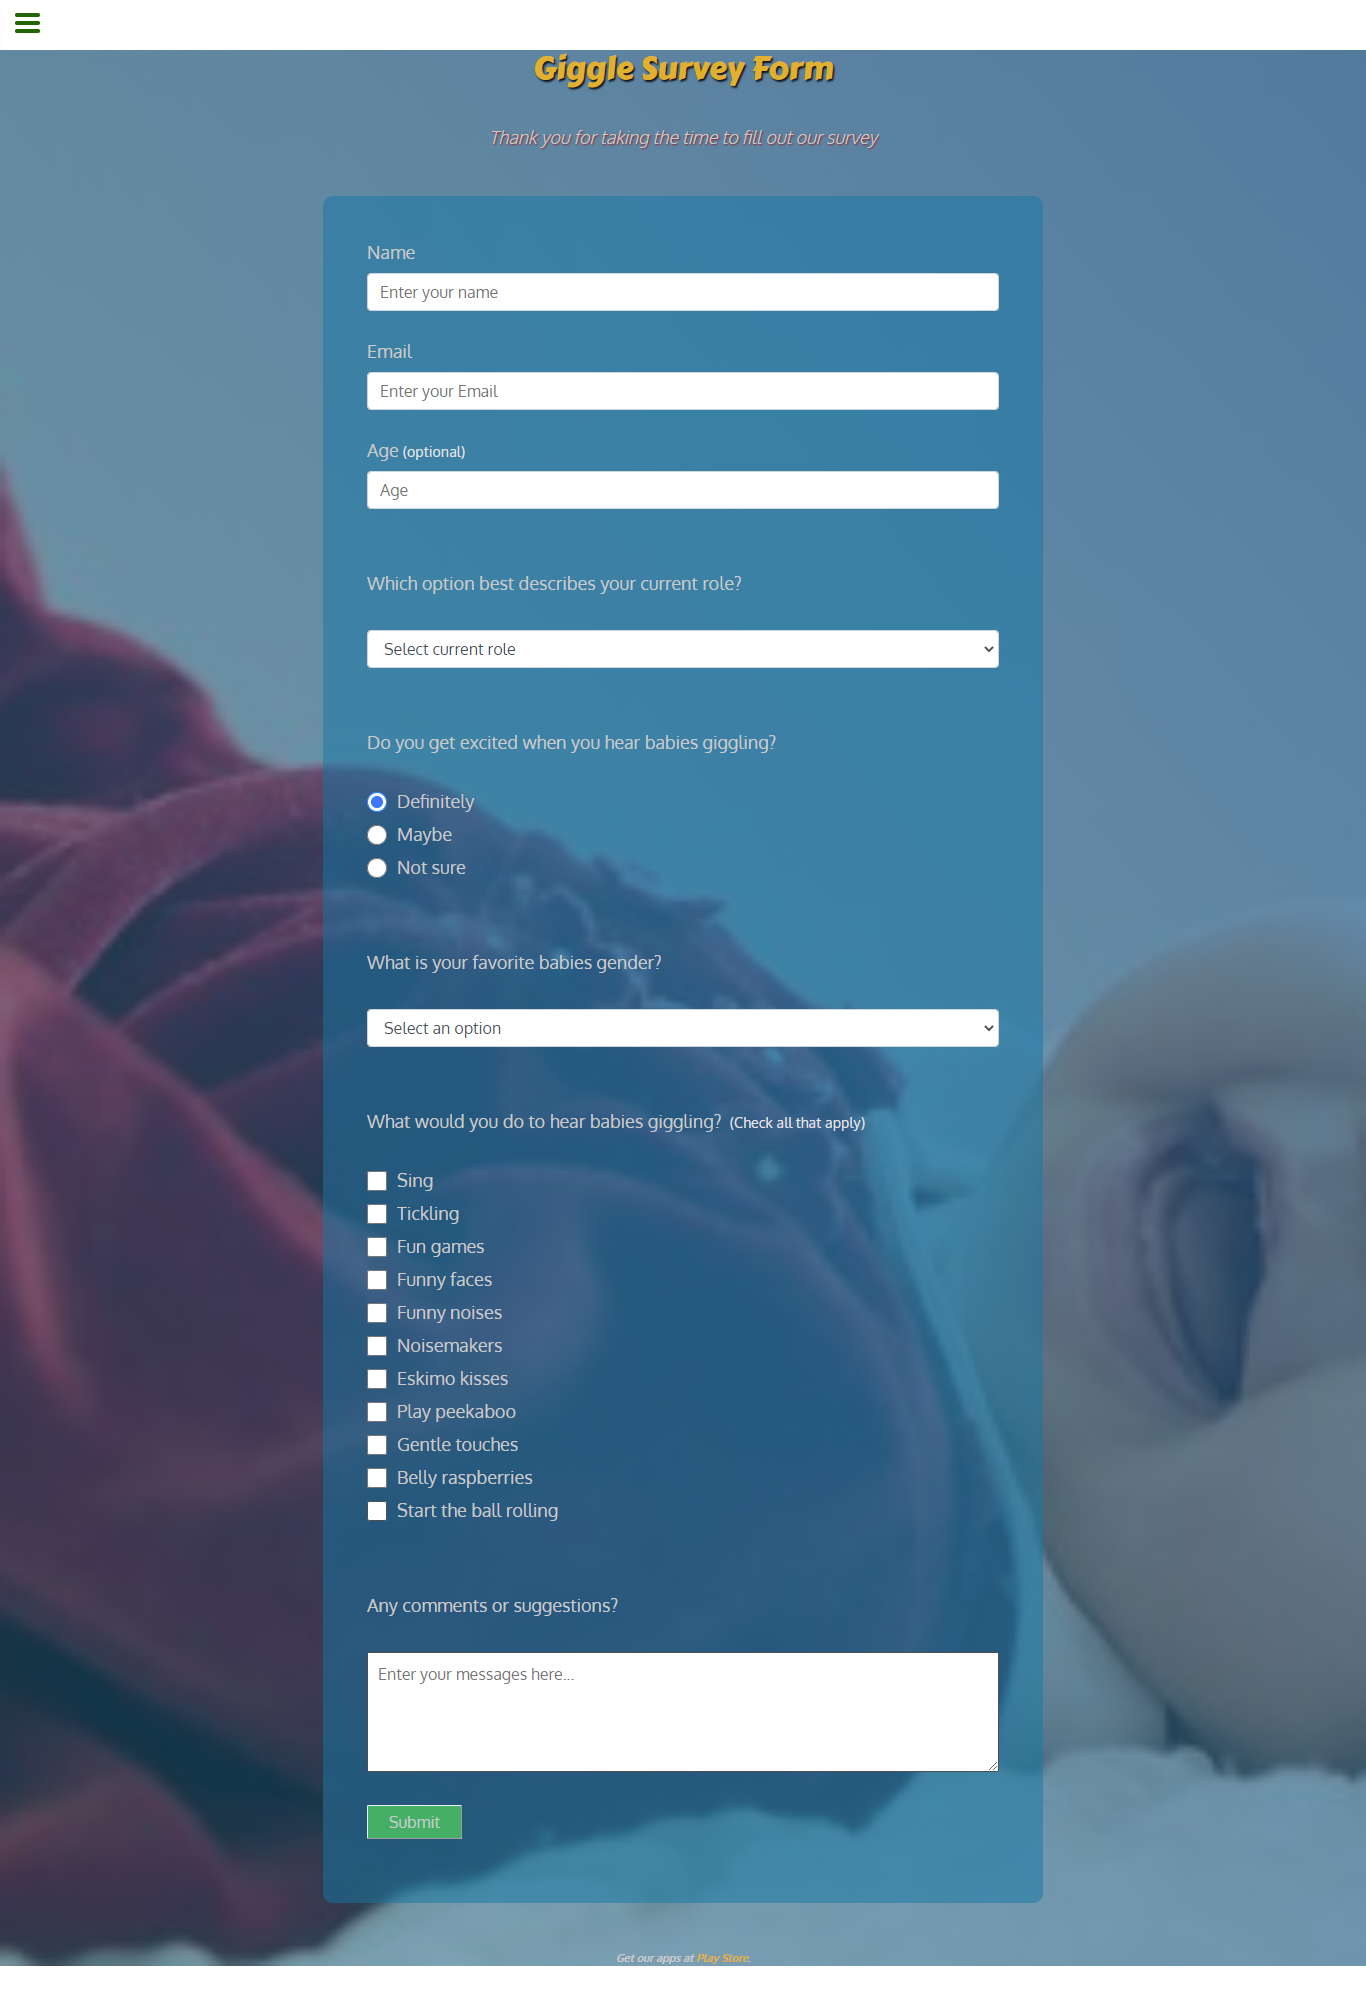 Giggle Survey Form
Thank you for taking the time to fill out our survey
Name
Enter your name
Email
Enter your Email
Age (optional)
Age
Which option best describes your current role?
Select current role
Do you get excited when you hear babies giggling?
Definitely
Maybe
Not sure
What is your favorite babies gender?
Select an option
What would you do to hear babies giggling? (Check all that apply)
Sing
Tickling
Fun games
Funny faces
Funny noises
Noisemakers
Eskimo kisses
Play peekaboo
Gentle touches
Belly raspberries
Start the ball rolling
Any comments or suggestions?
Enter your messages here...
Submit
Get our apps at Play Store.